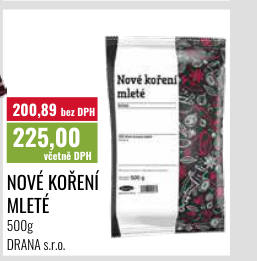 Nové koření
mleté
500 g
200,89 bez DPH
225,00
včetně DPH
NOVÉ KOŘENÍ
MLETÉ
500g
DRANA s.r.o.